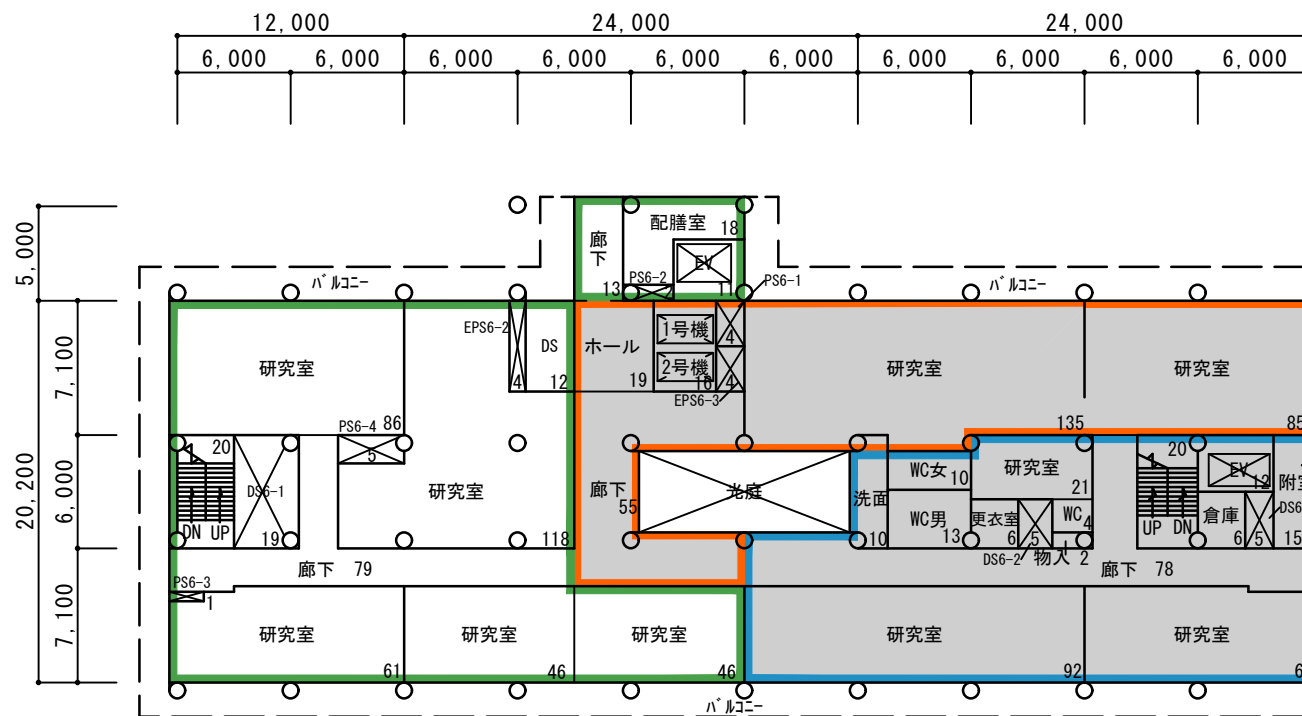 12,000 24,000 24,000
6,000 6,000 6,000 6,000 6,000 6,000 6,000 6,000 6,000 6,000
5,000
7,100
20,200
6,000
7,100
バルコニー
バルコニー
配膳室
18
廊下
13
PS6-2
EV
11
PS6-1
EPS6-2
4
DS
12
ホール
19
1号機
2号機
16
4
4
EPS6-3
研究室
86
研究室
135
研究室
85
PS6-4
5
20
DN UP
DS6-1
19
研究室
118
廊下
55
光庭
洗面
10
WC女
10
WC男
13
研究室
21
更衣室
6
5
DS6-2
WC
4
物入 2
20
UP DN
EV
12
倉庫
6
5
DS6
15
廊下 79
廊下 78
PS6-3
1
研究室
61
研究室
46
研究室
46
研究室
92
研究室
6
バルコニー